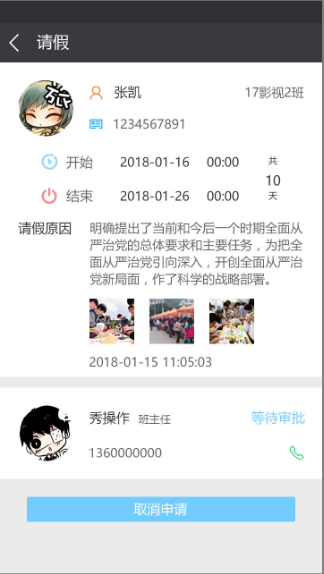 请假
张凯 17影视2班
1234567891
开始 2018-01-16 00:00 共
10
结束 2018-01-26 00:00 天
请假原因 明确提出了当前和今后一个时期全面从
严治党的总体要求和主要任务，为把全
面从严治党引向深入，开创全面从严治
党新局面，作了科学的战略部署。
2018-01-15 11:05:03
秀操作 班主任 等待审批
1360000000
取消申请